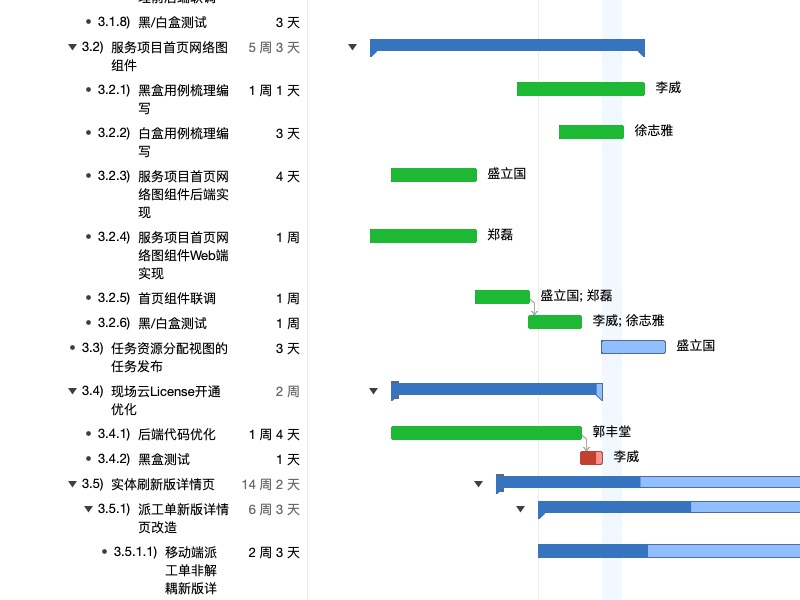 3.1.8) 黑/白盒测试 3 天
3.2) 服务项目首页网络图 5 周 3 天
组件
3.2.1) 黑盒用例梳理编 1 周 1 天 李威
写
3.2.2) 白盒用例梳理编 3 天 徐志雅
写
3.2.3) 服务项目首页网 4 天 盛立国
络图组件后端实
现
3.2.4) 服务项目首页网 1 周 郑磊
络图组件Web端
实现
3.2.5) 首页组件联调 1 周 盛立国; 郑磊
3.2.6) 黑/白盒测试 1 周 李威; 徐志雅
3.3) 任务资源分配视图的 3 天 盛立国
任务发布
3.4) 现场云License开通 2 周
优化
3.4.1) 后端代码优化 1 周 4 天 郭丰堂
3.4.2) 黑盒测试 1 天 李威
3.5) 实体刷新版详情页 14 周 2 天
3.5.1) 派工单新版详情 6 周 3 天
页改造
3.5.1.1) 移动端派 2 周 3 天
工单非解
耦新版详